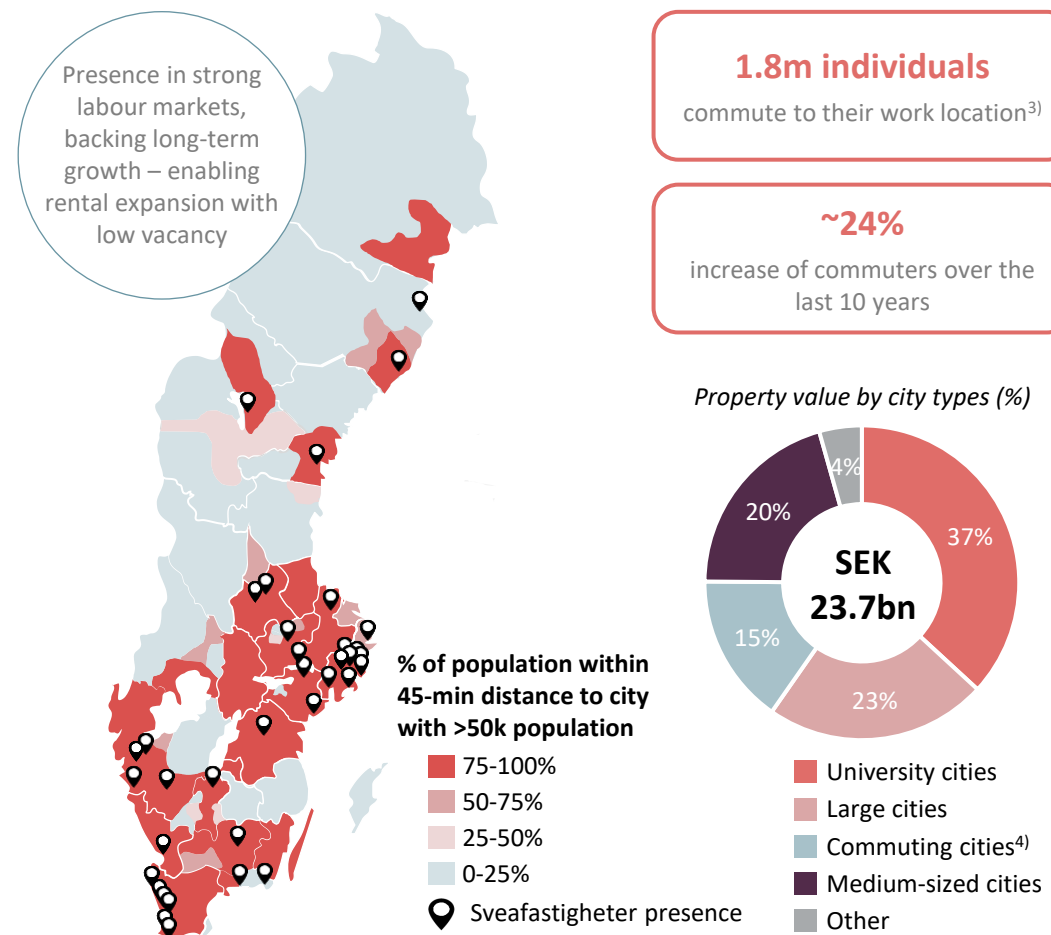 Presence in strong
labour markets,
backing long-term
growth – enabling
rental expansion with
low vacancy
1.8m individuals
commute to their work location3)
~24%
increase of commuters over the
last 10 years
Property value by city types (%)
4%
20%
37%
SEK
23.7bn
15%
23%
% of population within
45-min distance to city
with >50k population
75-100%
50-75%
25-50%
0-25%
Sveafastigheter presence
University cities
Large cities
Commuting cities4)
Medium-sized cities
Other